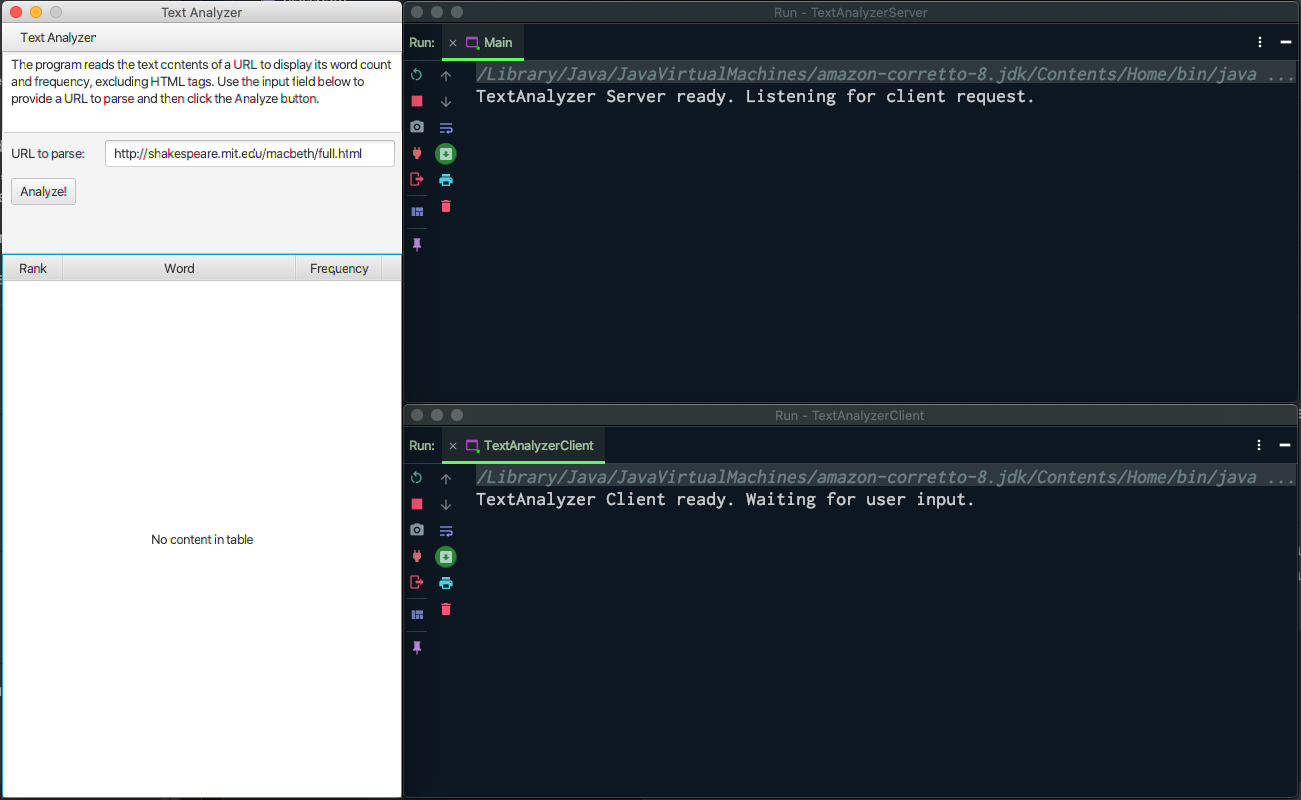 Text Analyzer
Text Analyzer
The program reads the text contents of a URL to display its word count
and frequency, excluding HTML tags. Use the input field below to
provide a URL to parse and then click the Analyze button.
URL to parse:
http://shakespeare.mit.edu/macbeth/full.html
Analyze!
Rank Word Frequency
No content in table
Run - TextAnalyzerServer
Run: × Main
/Library/Java/JavaVirtualMachines/amazon-corretto-8.jdk/Contents/Home/bin/java ...
TextAnalyzer Server ready. Listening for client request.
Run - TextAnalyzerClient
Run: × TextAnalyzerClient
/Library/Java/JavaVirtualMachines/amazon-corretto-8.jdk/Contents/Home/bin/java ...
TextAnalyzer Client ready. Waiting for user input.